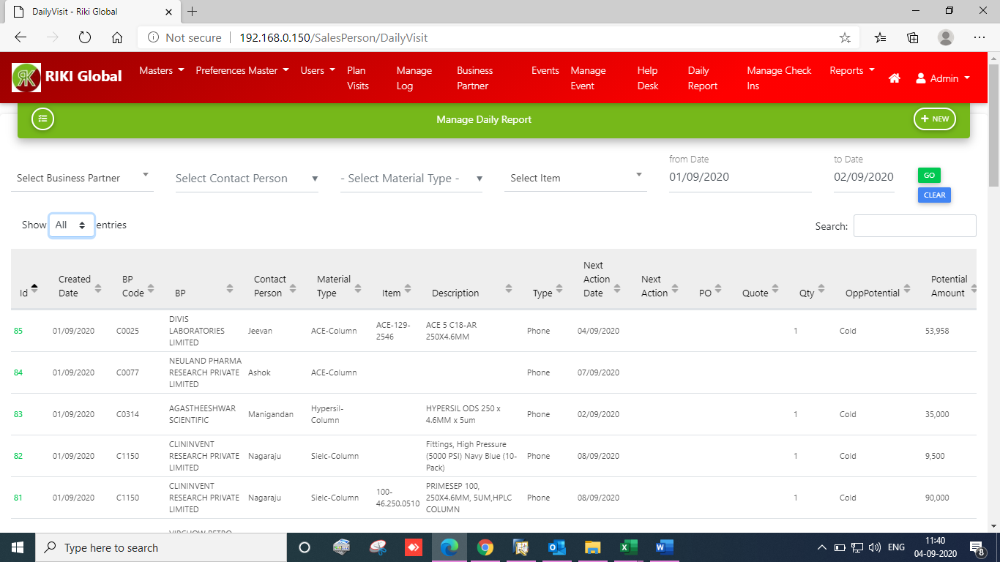 DailyVisit - Riki Global
Not secure
192.168.0.150/SalesPerson/DailyVisit
RK RIKI Global
Masters
Preferences Master
Users
Plan Visits
Manage Log
Business Partner
Events
Manage Event
Help Desk
Daily Report
Manage Check Ins
Reports
Admin
Manage Daily Report
+ NEW
Select Business Partner
Select Contact Person
- Select Material Type -
Select Item
from Date
01/09/2020
to Date
02/09/2020
GO
CLEAR
Show All entries
Search:
Id Created Date BP Code BP Contact Person Material Type Item Description Type Next Action Date Next Action PO Quote Qty OppPotential Potential Amount
85 01/09/2020 C0025 DIVIS LABORATORIES LIMITED Jeevan ACE-Column ACE-129-2546 ACE 5 C18-AR 250X4.6MM Phone 04/09/2020 1 Cold 53,958
84 01/09/2020 C0077 NEULAND PHARMA RESEARCH PRIVATE LIMITED Ashok ACE-Column Phone 07/09/2020
83 01/09/2020 C0314 AGASTHEESHWAR SCIENTIFIC Manigandan Hypersil-Column HYPERSIL ODS 250 x 4.6MM x 5um Phone 02/09/2020 1 Cold 35,000
82 01/09/2020 C1150 CLININVENT RESEARCH PRIVATE LIMITED Nagaraju Sielc-Column Fittings, High Pressure (5000 PSI) Navy Blue (10-Pack) Phone 08/09/2020 1 Cold 9,500
81 01/09/2020 C1150 CLININVENT RESEARCH PRIVATE LIMITED Nagaraju Sielc-Column 100-46.250.0510 PRIMESEP 100, 250X4.6MM, 5UM,HPLC COLUMN Phone 08/09/2020 1 Cold 90,000
Type here to search
ENG
11:40
04-09-2020
8